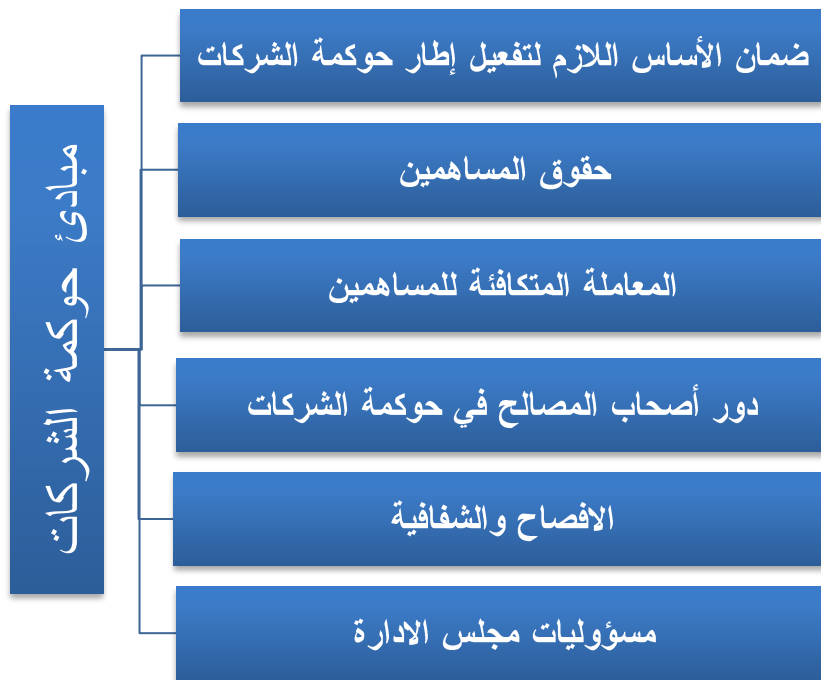 مبادئ حوكمة الشركات
ضمان الأساس اللازم لتفعيل إطار حوكمة الشركات
حقوق المساهمين
المعاملة المتكافئة للمساهمين
دور أصحاب المصالح في حوكمة الشركات
الافصاح والشفافية
مسؤوليات مجلس الادارة